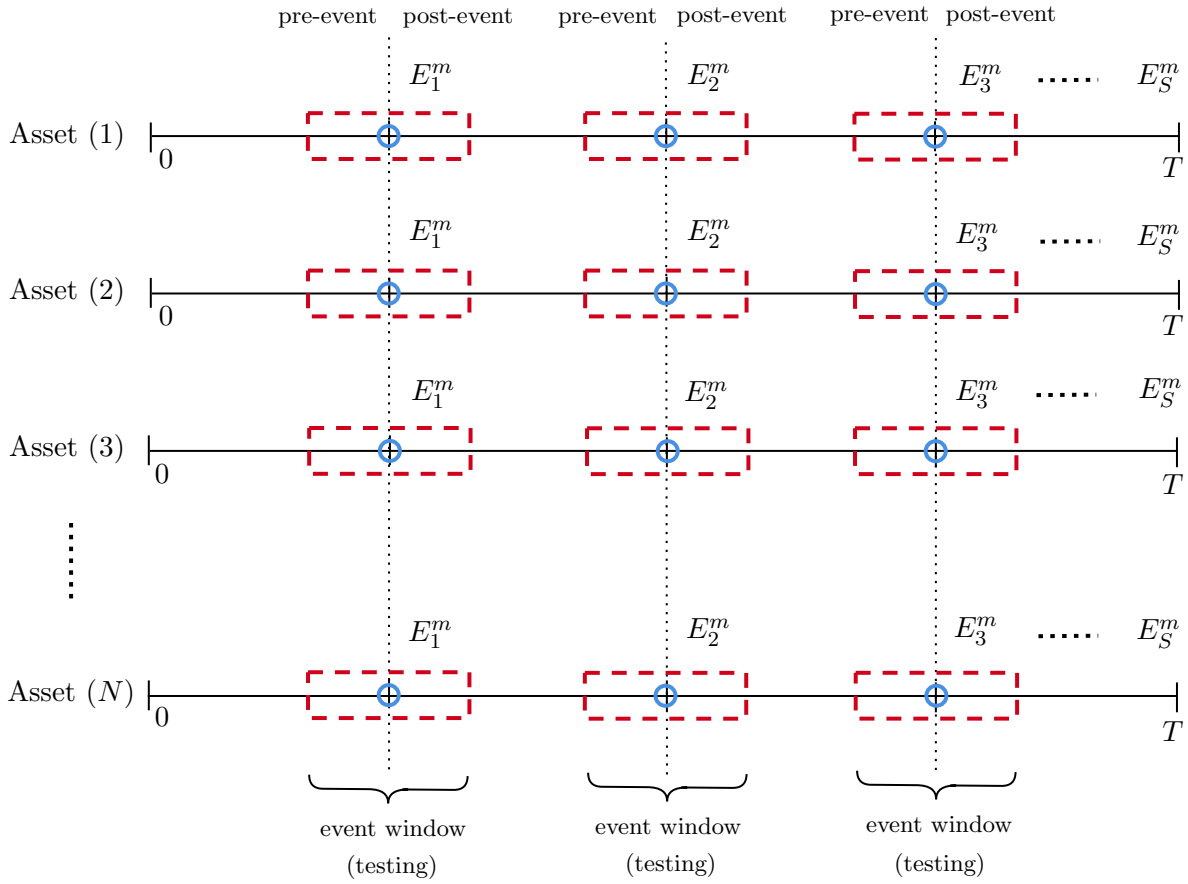 pre-event post-event pre-event post-event pre-event post-event
$E_1^m$ $E_2^m$ $E_3^m$ $E_S^m$
Asset (1)
0 $T$
$E_1^m$ $E_2^m$ $E_3^m$ $E_S^m$
Asset (2)
0 $T$
$E_1^m$ $E_2^m$ $E_3^m$ $E_S^m$
Asset (3)
0 $T$
$E_1^m$ $E_2^m$ $E_3^m$ $E_S^m$
Asset ($N$)
0 $T$
event window event window event window
(testing) (testing) (testing)